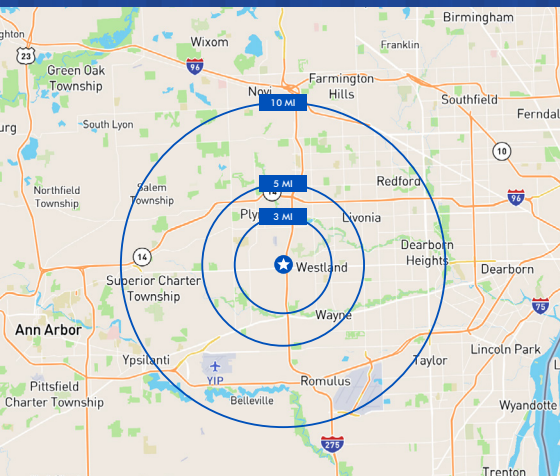 Birmingham
ghton
Wixom
Franklin
23
96
Green Oak
Township
Farmington
Hills
Novi
10 MI
Southfield
Ferndal
urg
South Lyon
10
5 MI
Redford
Northfield
Township
Salem
Township
14
96
Ply
3 MI
Livonia
Dearborn
Heights
14
Westland
Dearborn
Superior Charter
Township
75
Wayne
Ann Arbor
Lincoln Park
Ypsilanti
YIP
Taylor
L
Romulus
Pittsfield
Charter Township
Belleville
Wyandotte
275
Trenton